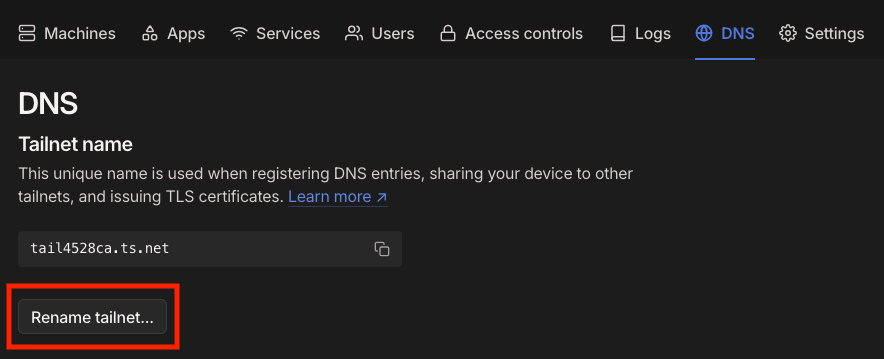 Machines Apps Services Users Access controls Logs DNS Settings
DNS
Tailnet name
This unique name is used when registering DNS entries, sharing your device to other
tailnets, and issuing TLS certificates. Learn more ↗
tail4528ca.ts.net
Rename tailnet...